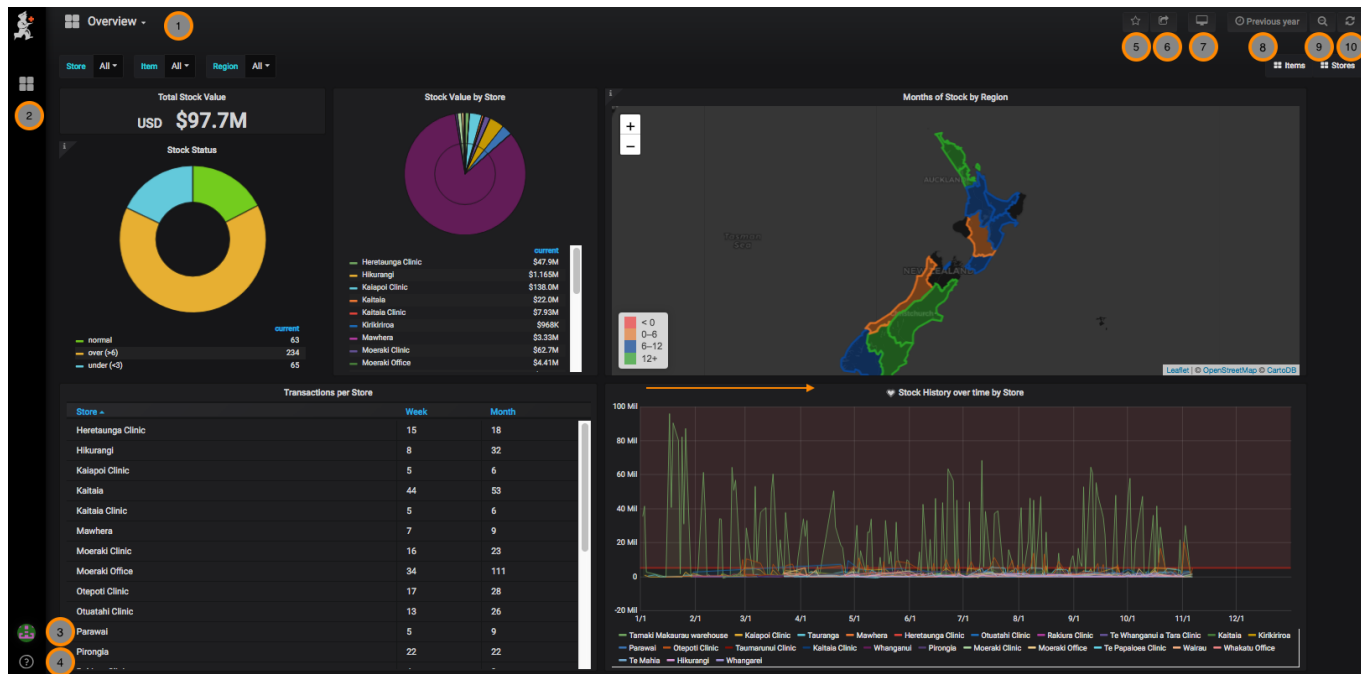 Overview
1
5
6
7
Previous year
8
9
10
Store All Item All Region All
Items Stores
2
Total Stock Value
USD $97.7M
Stock Status
current
normal 63
over (>6) 234
under (<3) 65
Stock Value by Store
current
Heretaunga Clinic $47.9M
Hikurangi $1.165M
Kaiapoi Clinic $138.0M
Kaitaia $22.0M
Kaitaia Clinic $7.93M
Kirikiriroa $968K
Mawhera $3.33M
Moeraki Clinic $62.7M
Moeraki Office $4.41M
Months of Stock by Region
+
−
AUCKLAN
Tasman
Sea
NEW ZEALAND
< 0
0–6
6–12
12+
Leaflet | © OpenStreetMap © CartoDB
Transactions per Store
Store Week Month
Heretaunga Clinic 15 18
Hikurangi 8 32
Kaiapoi Clinic 5 6
Kaitaia 44 53
Kaitaia Clinic 5 6
Mawhera 7 9
Moeraki Clinic 16 23
Moeraki Office 34 111
Otepoti Clinic 17 28
Otuatahi Clinic 13 26
Parawai 5 9
Pirongia 22 22
3
4
?
Stock History over time by Store
100 Mil
80 Mil
60 Mil
40 Mil
20 Mil
0
-20 Mil
1/1 2/1 3/1 4/1 5/1 6/1 7/1 8/1 9/1 10/1 11/1 12/1
Tamaki Makaurau warehouse Kaiapoi Clinic Tauranga Mawhera Heretaunga Clinic Otuatahi Clinic Rakiura Clinic Te Whanganui a Tara Clinic Kaitaia Kirikiriroa
Parawai Otepoti Clinic Taumarunui Clinic Kaitaia Clinic Whanganui Pirongia Moeraki Clinic Moeraki Office Te Papaioea Clinic Wairau Whakatu Office
Te Mahia Hikurangi Whangarei